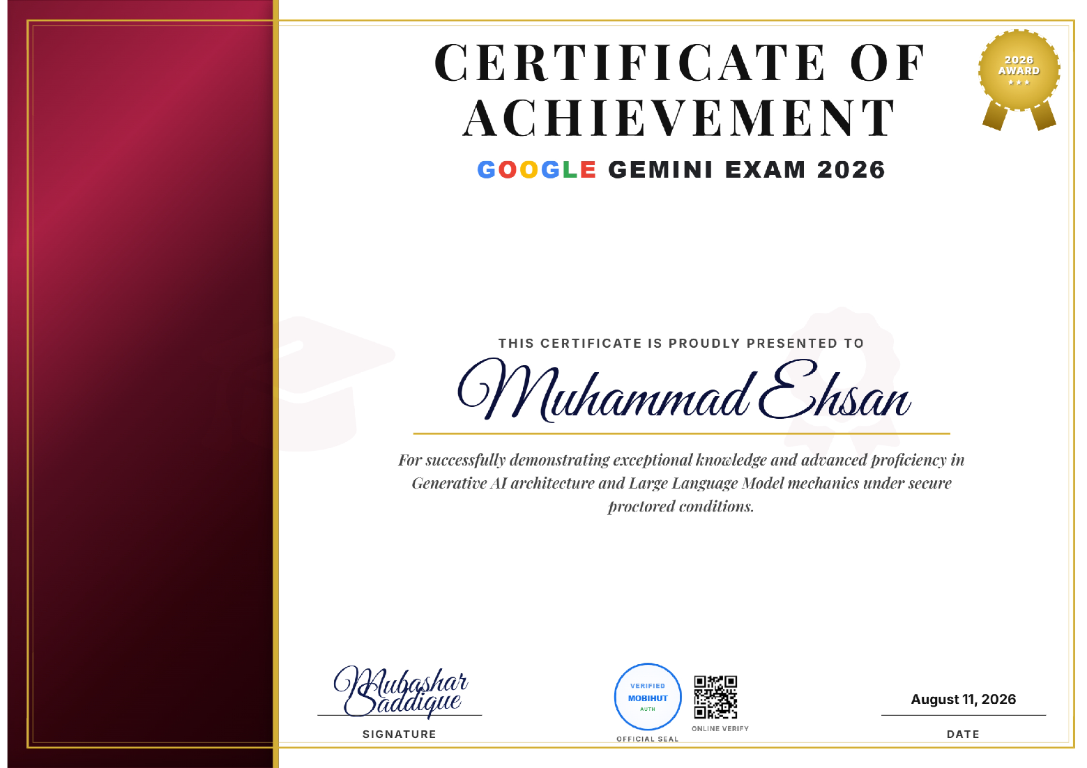 CERTIFICATE OF
ACHIEVEMENT
2026
AWARD
GOOGLE GEMINI EXAM 2026
THIS CERTIFICATE IS PROUDLY PRESENTED TO
Muhammad Ehsan
For successfully demonstrating exceptional knowledge and advanced proficiency in
Generative AI architecture and Large Language Model mechanics under secure
proctored conditions.
Mubashar
Saddique
SIGNATURE
VERIFIED
MOBIHUT
AUTH
OFFICIAL SEAL
ONLINE VERIFY
August 11, 2026
DATE